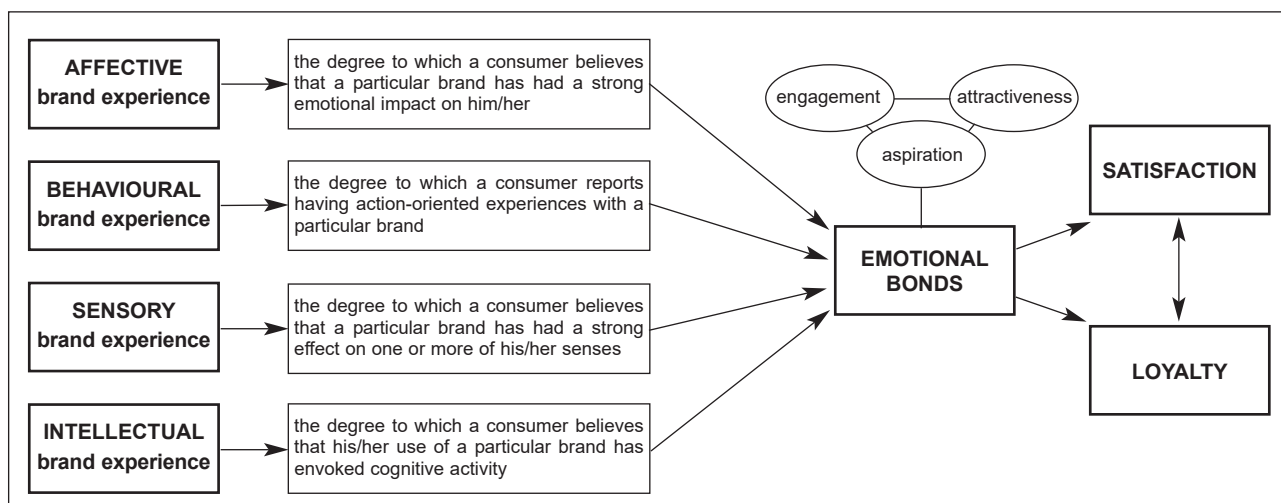 AFFECTIVE
brand experience
the degree to which a consumer believes
that a particular brand has had a strong
emotional impact on him/her
BEHAVIOURAL
brand experience
the degree to which a consumer reports
having action-oriented experiences with a
particular brand
SENSORY
brand experience
the degree to which a consumer believes
that a particular brand has had a strong
effect on one or more of his/her senses
INTELLECTUAL
brand experience
the degree to which a consumer believes
that his/her use of a particular brand has
envoked cognitive activity
engagement
attractiveness
aspiration
EMOTIONAL
BONDS
SATISFACTION
LOYALTY